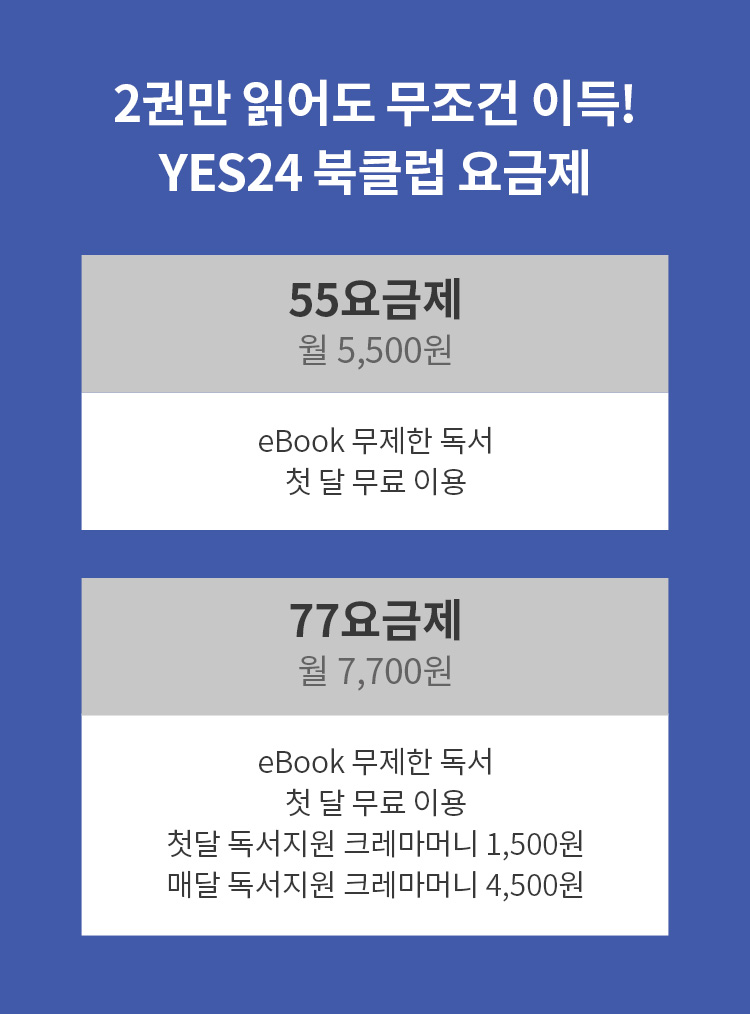 2권만 읽어도 무조건 이득!
YES24 북클럽 요금제
55요금제
월 5,500원
eBook 무제한 독서
첫 달 무료 이용
77요금제
월 7,700원
eBook 무제한 독서
첫 달 무료 이용
첫달 독서지원 크레마머니 1,500원
매달 독서지원 크레마머니 4,500원